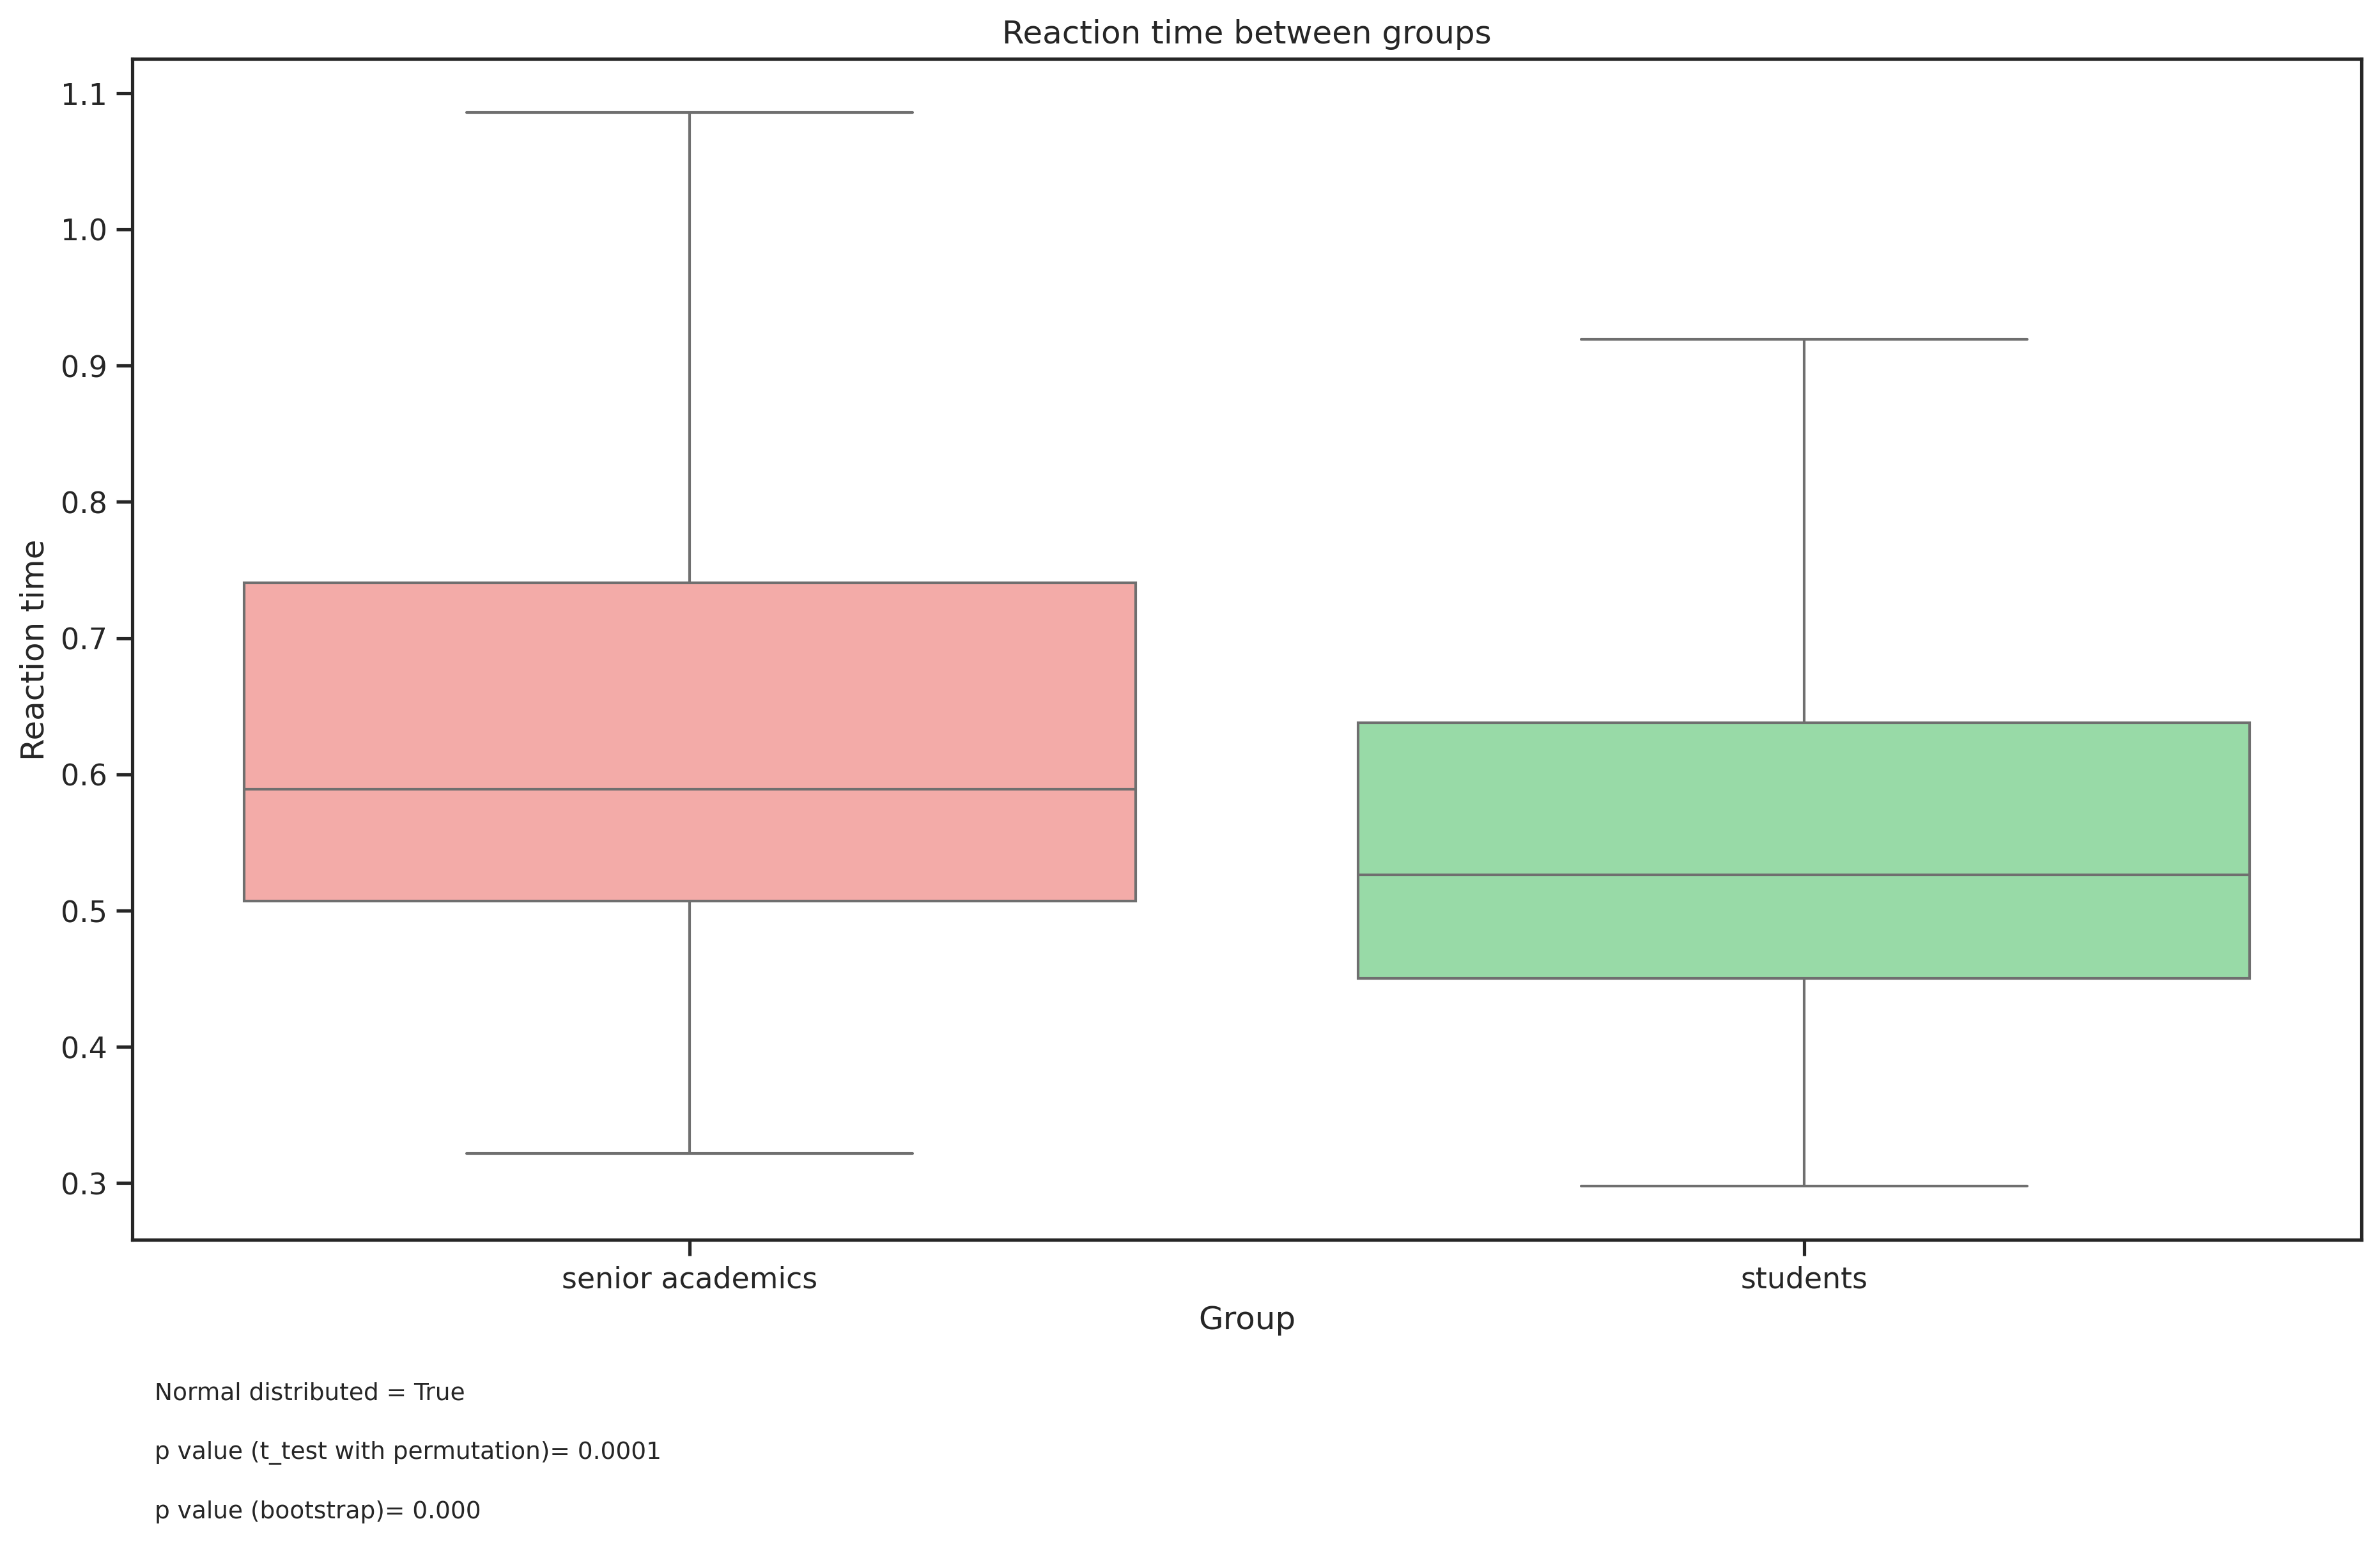 Reaction time between groups
1.1
1.0
0.9
0.8
0.7
0.6
0.5
0.4
0.3
Reaction time
senior academics
students
Group
Normal distributed = True
p value (t_test with permutation)= 0.0001
p value (bootstrap)= 0.000